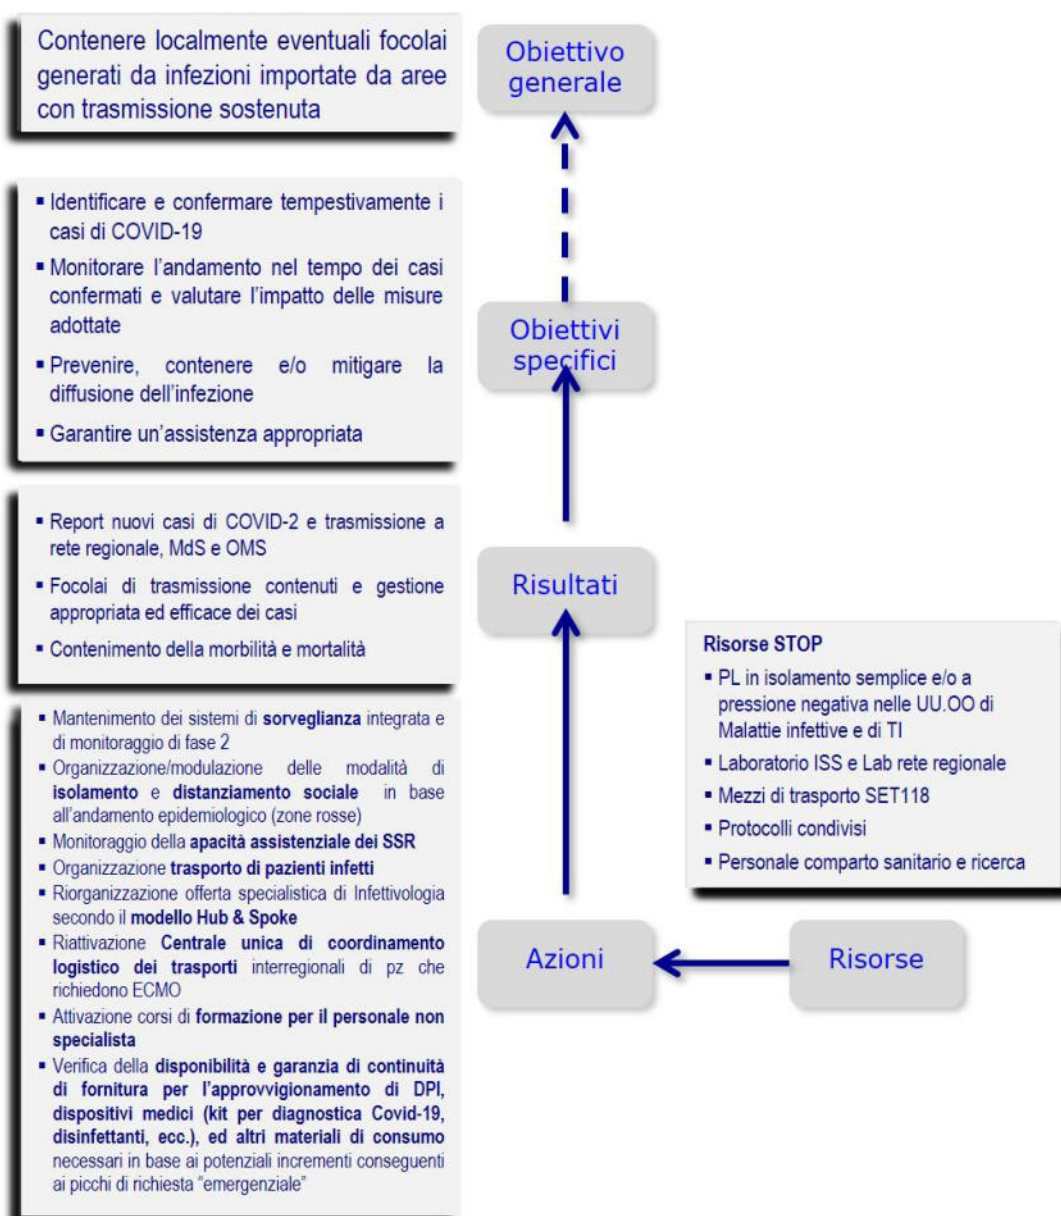 Contenere localmente eventuali focolai
generati da infezioni importate da aree
con trasmissione sostenuta
Obiettivo
generale
▪ Identificare e confermare tempestivamente i
casi di COVID-19
▪ Monitorare l’andamento nel tempo dei casi
confermati e valutare l’impatto delle misure
adottate
▪ Prevenire, contenere e/o mitigare la
diffusione dell’infezione
▪ Garantire un’assistenza appropriata
Obiettivi
specifici
▪ Report nuovi casi di COVID-2 e trasmissione a
rete regionale, MdS e OMS
▪ Focolai di trasmissione contenuti e gestione
appropriata ed efficace dei casi
▪ Contenimento della morbilità e mortalità
Risultati
▪ Mantenimento dei sistemi di sorveglianza integrata e
di monitoraggio di fase 2
▪ Organizzazione/modulazione delle modalità di
isolamento e distanziamento sociale in base
all’andamento epidemiologico (zone rosse)
▪ Monitoraggio della apacità assistenziale dei SSR
▪ Organizzazione trasporto di pazienti infetti
▪ Riorganizzazione offerta specialistica di Infettivologia
secondo il modello Hub & Spoke
▪ Riattivazione Centrale unica di coordinamento
logistico dei trasporti interregionali di pz che
richiedono ECMO
▪ Attivazione corsi di formazione per il personale non
specialista
▪ Verifica della disponibilità e garanzia di continuità
di fornitura per l’approvvigionamento di DPI,
dispositivi medici (kit per diagnostica Covid-19,
disinfettanti, ecc.), ed altri materiali di consumo
necessari in base ai potenziali incrementi conseguenti
ai picchi di richiesta “emergenziale”
Azioni
Risorse
Risorse STOP
▪ PL in isolamento semplice e/o a
pressione negativa nelle UU.OO di
Malattie infettive e di TI
▪ Laboratorio ISS e Lab rete regionale
▪ Mezzi di trasporto SET118
▪ Protocolli condivisi
▪ Personale comparto sanitario e ricerca